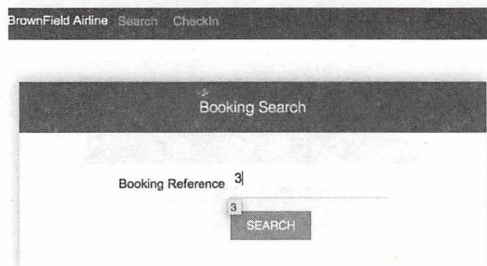 BrownField Airline Search CheckIn
Booking Search
Booking Reference 3
3
SEARCH